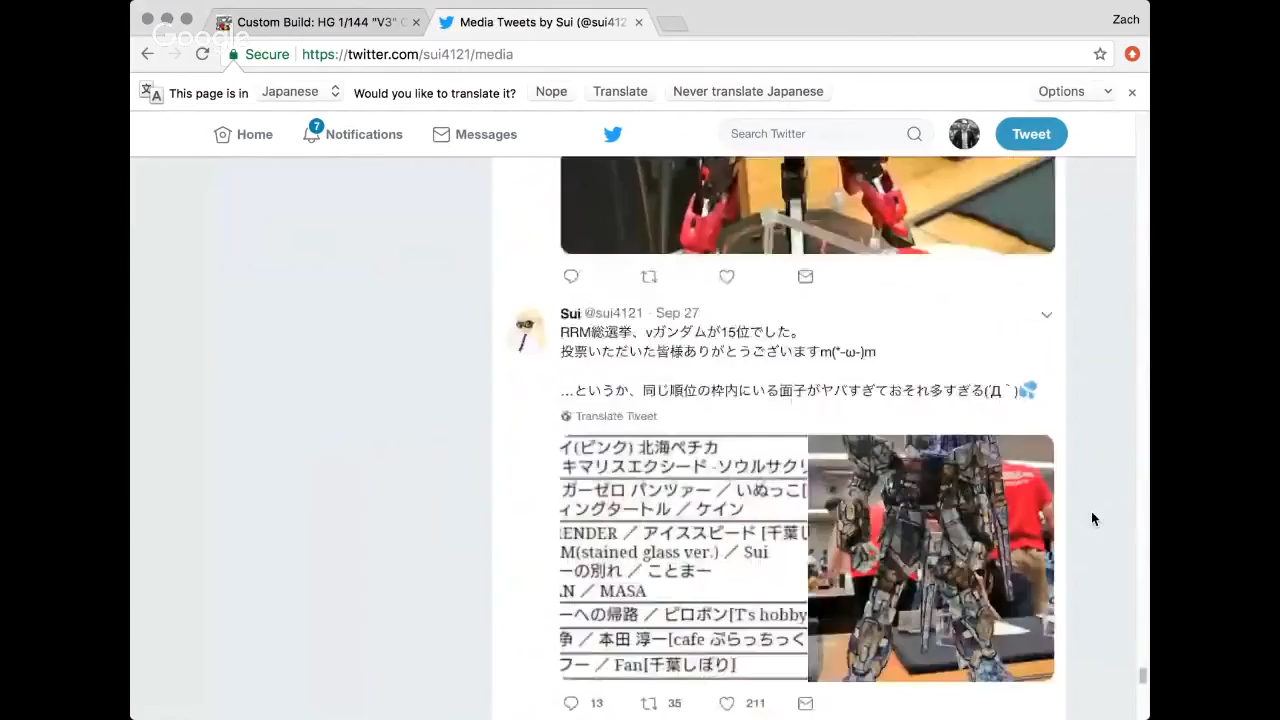 Custom Build: HG 1/144 "V3"
Media Tweets by Sui (@sui412
Zach
Google
Secure
https://twitter.com/sui4121/media
This page is in
Japanese
Would you like to translate it?
Nope
Translate
Never translate Japanese
Options
Home
7
Notifications
Messages
Search Twitter
Tweet
Sui @sui4121 · Sep 27
RRM総選挙、νガンダムが15位でした。
投票いただいた皆様ありがとうございますm(*-ω-)m
…というか、同じ順位の枠内にいる面子がヤバすぎておそれ多すぎる(´Д｀)💦
Translate Tweet
イ(ピンク) 北海ペチカ
キマリスエクシード -ソウルサクリ
ガーゼロ パンツァー ／ いぬっこ[
ィングタートル ／ ケイン
ENDER ／ アイススピード [千葉し
M(stained glass ver.) ／ Sui
ーの別れ ／ ことまー
N ／ MASA
ーへの帰路 ／ ピロボン[T's hobby
争 ／ 本田 淳一[cafe ぷらっちっく
フー ／ Fan[千葉しぼり]
13
35
211